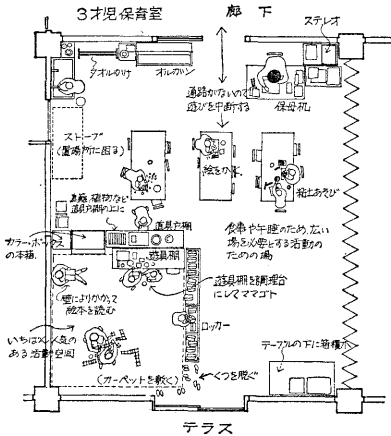 3才児保育室
廊下
ステレオ
タオルかけ
オルガン
通路がないので
遊びを中断する
保母机
ストーブ
(置場所に困る)
絵をかく
粘土あそび
道具や棚の上に
道具や棚
カラーボックス
の本箱
遊具棚
食事や午睡のため、広い
場を必要とする活動の
ための場
壁によりかかって
絵本を読む
遊具棚を調理台
にしてママゴト
ロッカー
いちばん人気の
ある活動空間
テーブルの下に箱積木
(カーペットを敷く)
くつを脱ぐ
テラス